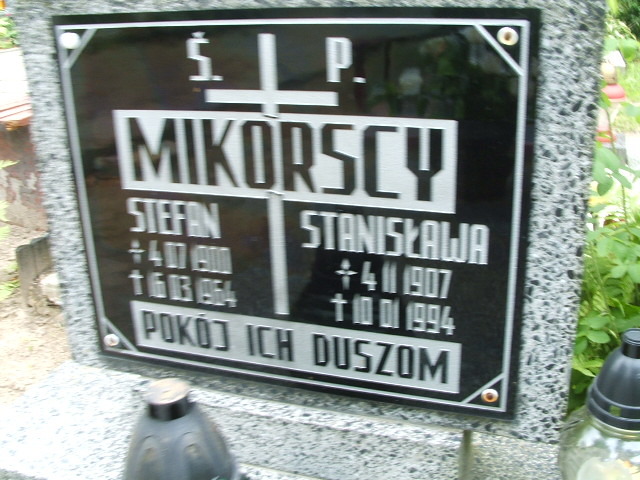 Ś. P.
MIKORSCY
STEFAN
4.07.1900
16.03.1964
STANISŁAWA
4 11 1907
10 01 1994
POKÓJ ICH DUSZOM